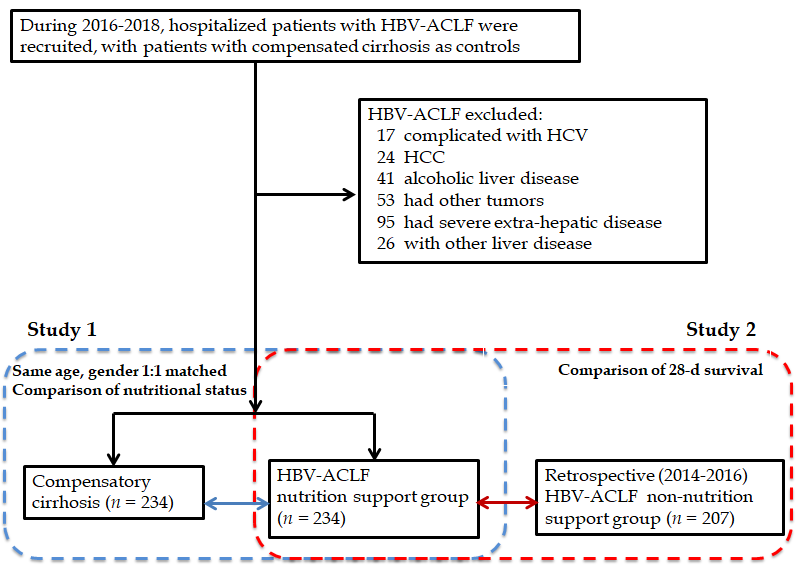 During 2016-2018, hospitalized patients with HBV-ACLF were
recruited, with patients with compensated cirrhosis as controls
HBV-ACLF excluded:
17 complicated with HCV
24 HCC
41 alcoholic liver disease
53 had other tumors
95 had severe extra-hepatic disease
26 with other liver disease
Study 1
Study 2
Same age, gender 1:1 matched
Comparison of nutritional status
Comparison of 28-d survival
Compensatory
cirrhosis (n = 234)
HBV-ACLF
nutrition support group
(n = 234)
Retrospective (2014-2016)
HBV-ACLF non-nutrition
support group (n = 207)